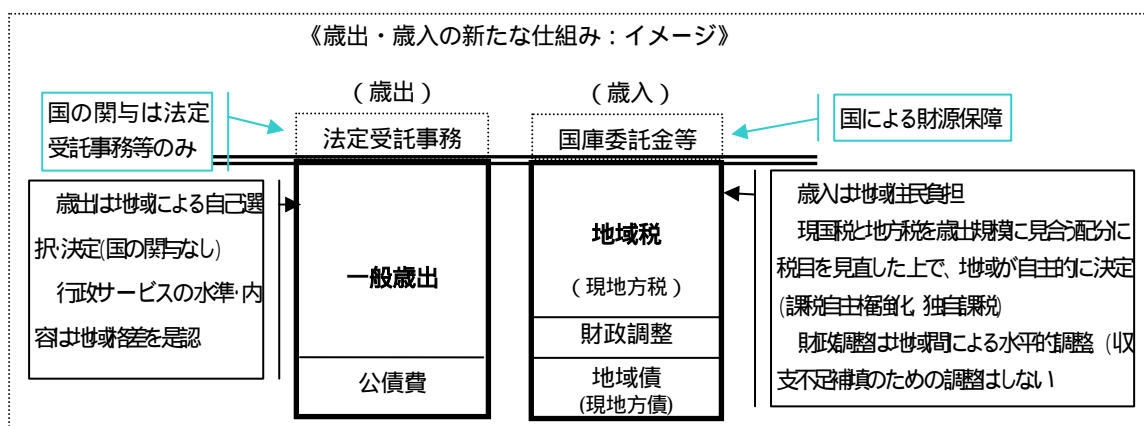 《歳出・歳入の新たな仕組み：イメージ》
（歳出）
（歳入）
国の関与は法定
受託事務等のみ
法定受託事務
国庫委託金等
国による財源保障
歳出は地域による自己選
択・決定(国の関与なし)
行政サービスの水準・内
容は地域格差を是認
一般歳出
公債費
地域税
（現地方税）
財政調整
地域債
(現地方債)
歳入は地域住民負担
現国税と地方税を歳出規模に見合う配分に
税目を見直した上で、地域が自主的に決定
(課税自主権強化、独自課税)
財政調整は地域間による水平的調整（収
支不足補填のための調整はしない